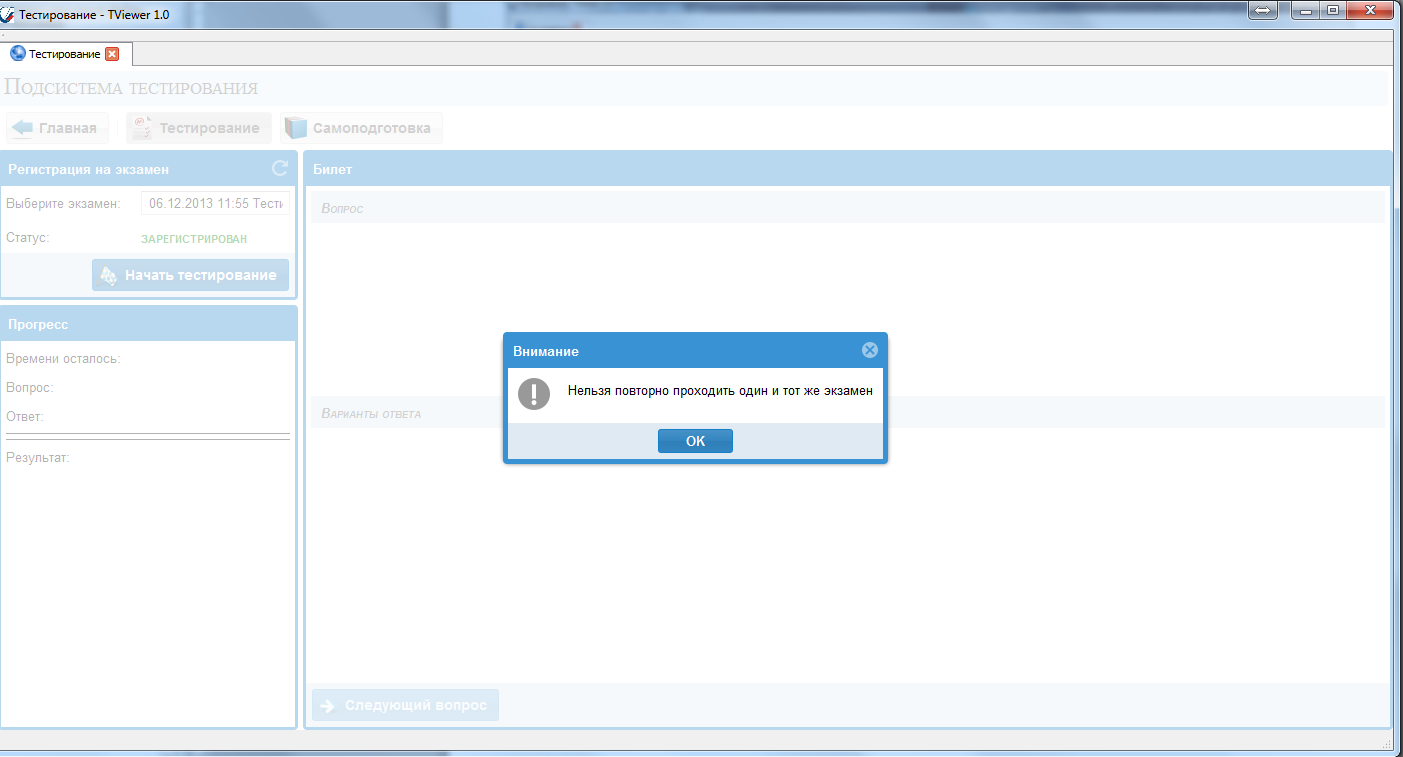 Тестирование - TViewer 1.0
Тестирование
Подсистема тестирования
Главная
Тестирование
Самоподготовка
Регистрация на экзамен
Выберите экзамен:
06.12.2013 11:55 Тести
Статус:
ЗАРЕГИСТРИРОВАН
Начать тестирование
Прогресс
Времени осталось:
Вопрос:
Ответ:
Результат:
Билет
Вопрос
Внимание
Нельзя повторно проходить один и тот же экзамен
OK
Варианты ответа
Следующий вопрос